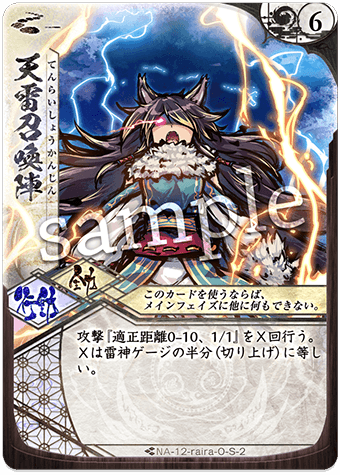 6
天雷召喚陣
てんらいしょうかんじん
sample
行動
全力
このカードを使うならば、
メインフェイズに他に何もできない。
攻撃『適正距離0-10、1/1』をX回行う。
Xは雷神ゲージの半分(切り上げ)に等し
い。
NA-12-raira-O-S-2